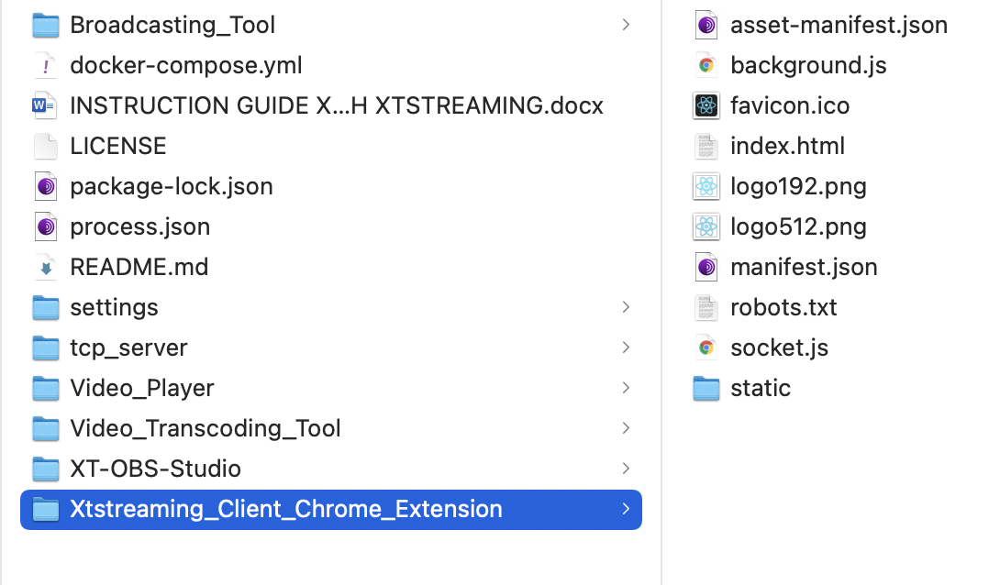 Broadcasting_Tool
docker-compose.yml
INSTRUCTION GUIDE X...H XTSTREAMING.docx
LICENSE
package-lock.json
process.json
README.md
settings
tcp_server
Video_Player
Video_Transcoding_Tool
XT-OBS-Studio
Xtstreaming_Client_Chrome_Extension
asset-manifest.json
background.js
favicon.ico
index.html
logo192.png
logo512.png
manifest.json
robots.txt
socket.js
static